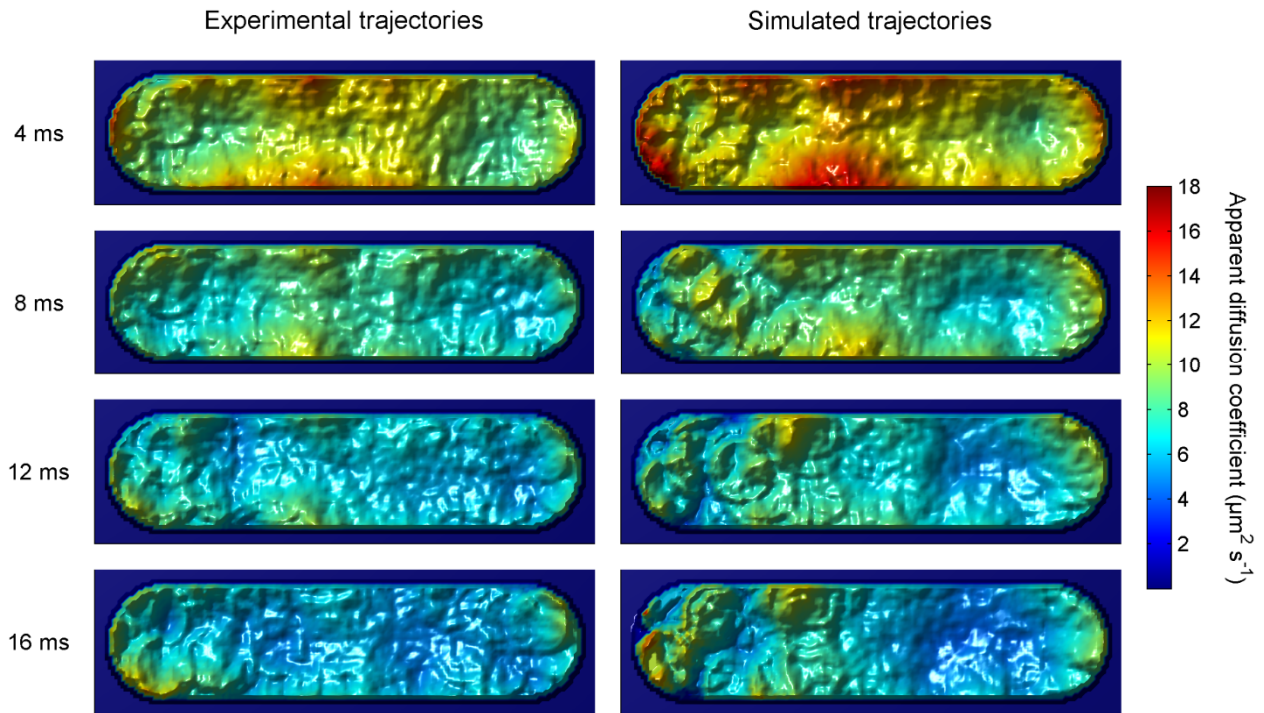 Experimental trajectories
Simulated trajectories
4 ms
8 ms
12 ms
16 ms
18
16
14
12
10
8
6
4
2
Apparent diffusion coefficient (µm² s⁻¹)